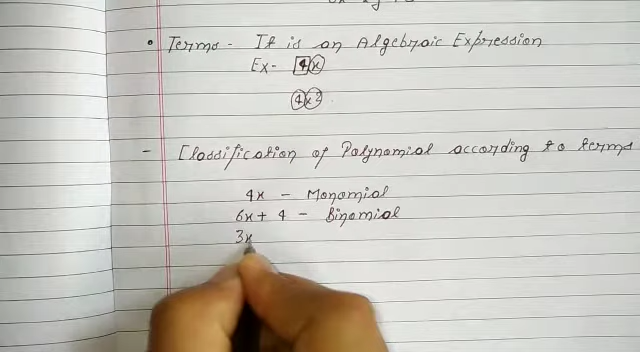 • Terms - It is an Algebraic Expression
Ex- 4x
4x²
- Classification of Polynomial according to terms
4x - Monomial
6x + 4 - Binomial
3x